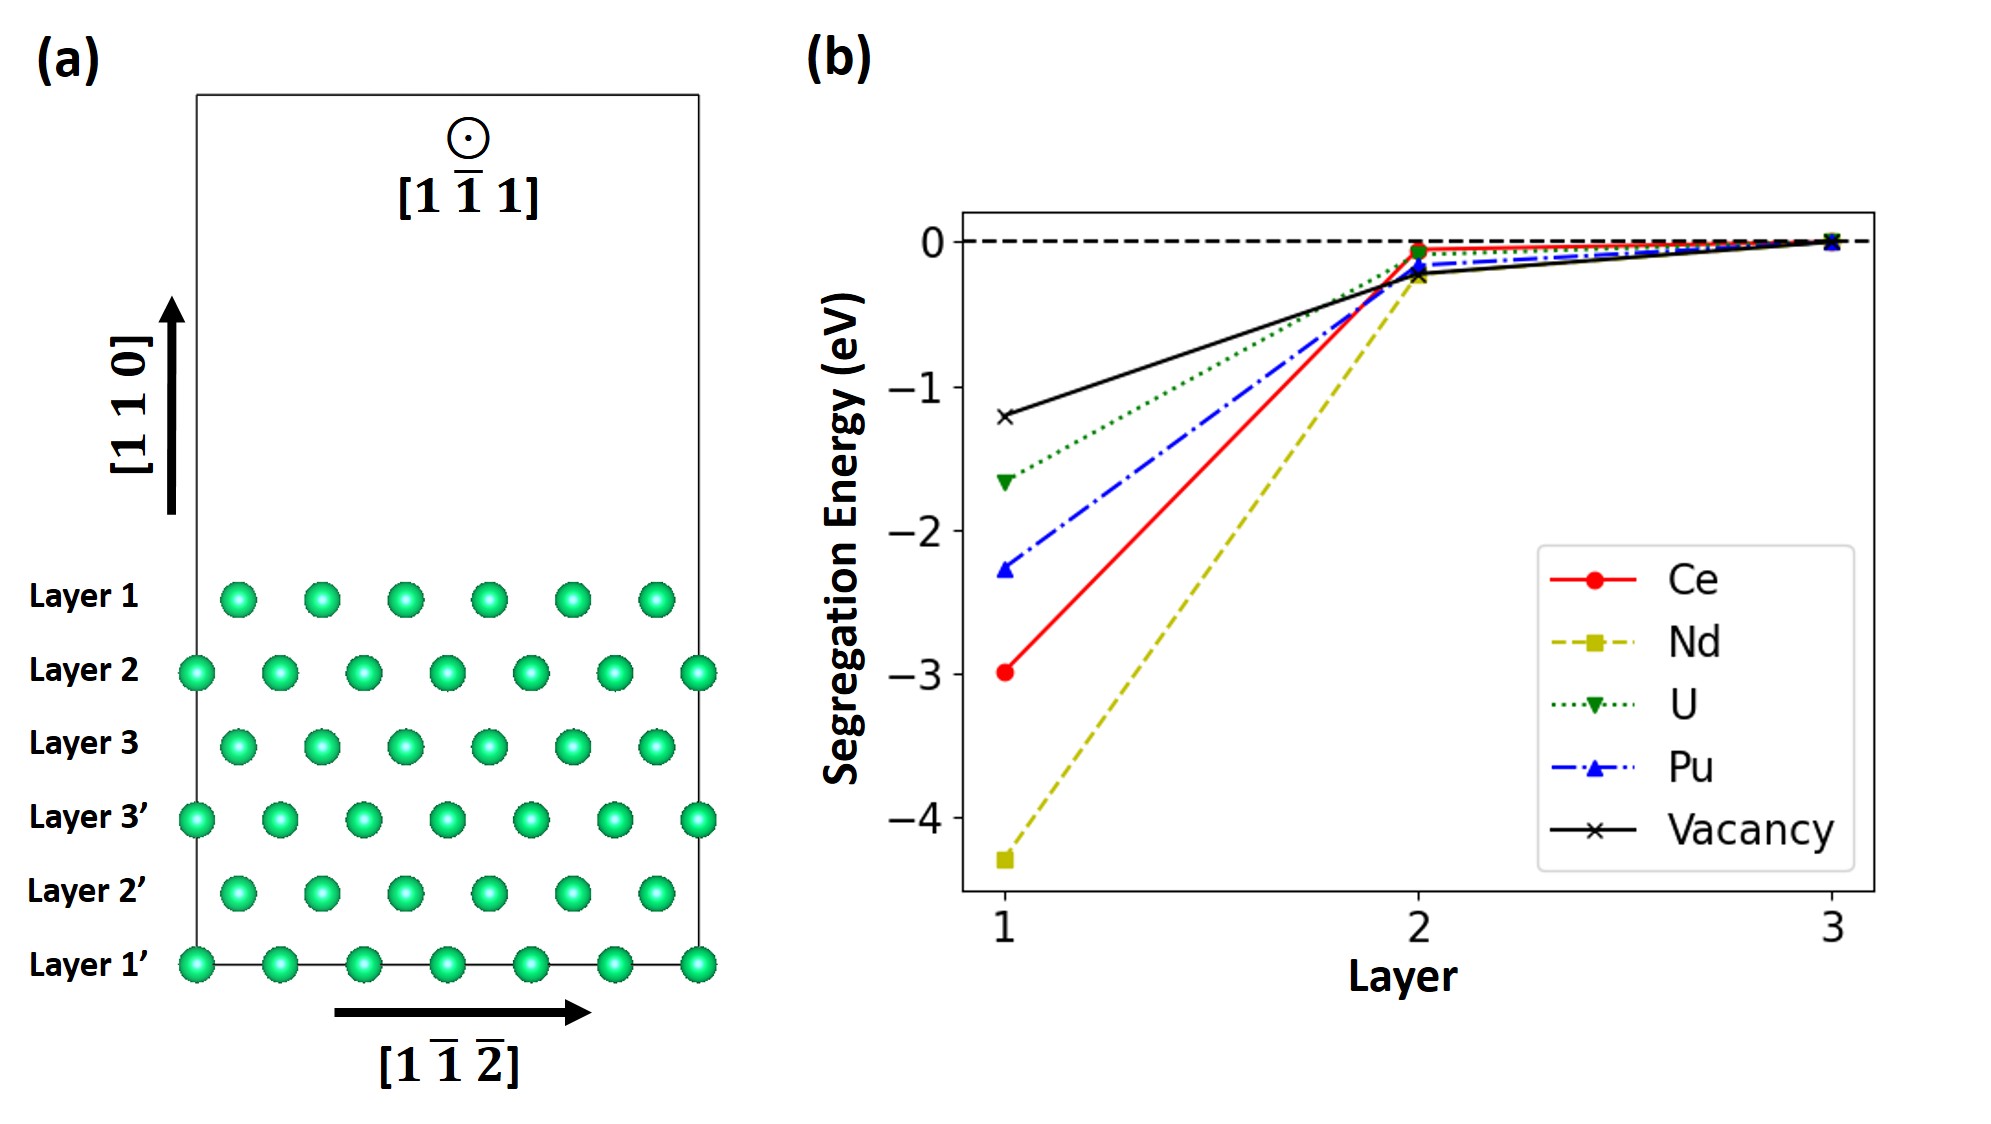 (a)
[1 1̅ 1]
[1 1 0]
Layer 1
Layer 2
Layer 3
Layer 3’
Layer 2’
Layer 1’
[1 1̅ 2̅]
(b)
Segregation Energy (eV)
0
−1
−2
−3
−4
Ce
Nd
U
Pu
Vacancy
1 2 3
Layer